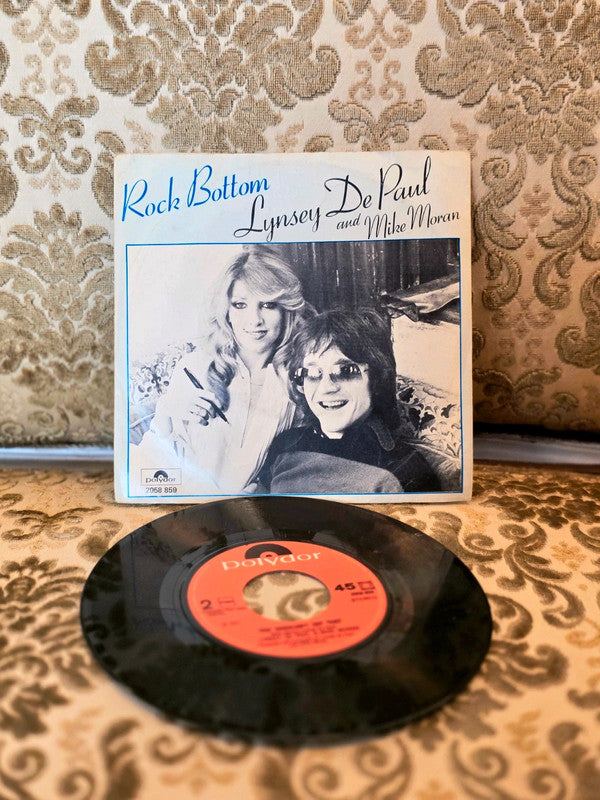 Rock Bottom
Lynsey De Paul
and Mike Moran
Polydor
2058 859
Polydor
2
45